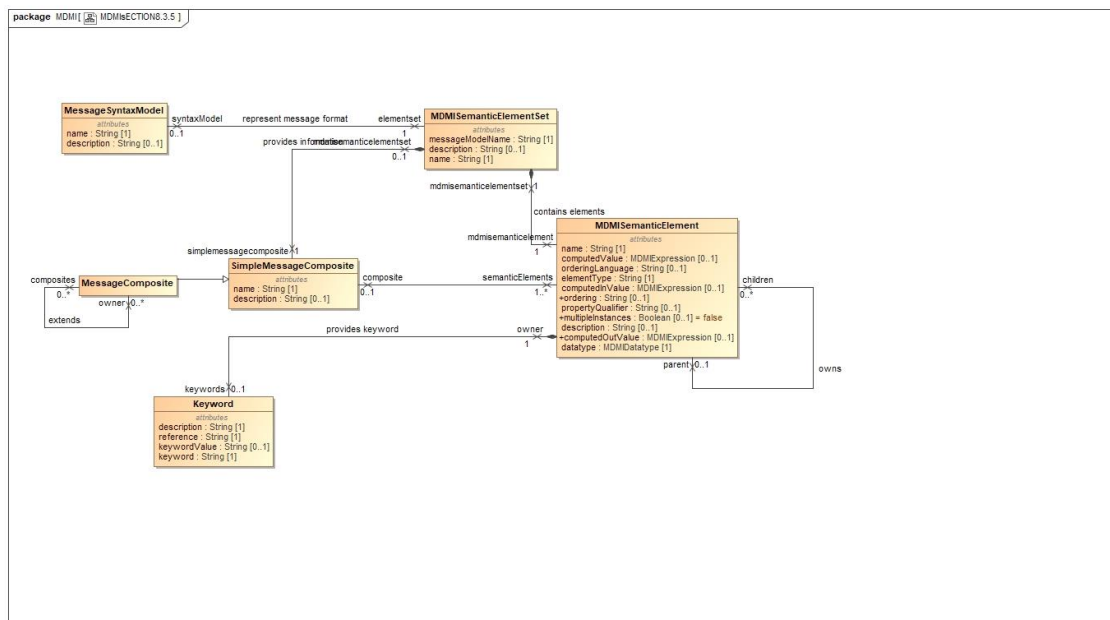 package MDMI[ MDMIsECTION8.3.5 ]
MessageSyntaxModel
attributes
name : String [1]
description : String [0..1]
syntaxModel
0..1
represent message format
elementset
1
MDMISemanticElementSet
attributes
messageModelName : String [1]
description : String [0..1]
name : String [1]
provides information
mdmisemanticelementset
0..1
mdmisemanticelementset
1
contains elements
mdmisemanticelement
1
MDMISemanticElement
attributes
name : String [1]
computedValue : MDMIExpression [0..1]
orderingLanguage : String [0..1]
elementType : String [1]
computedInValue : MDMIExpression [0..1]
+ordering : String [0..1]
propertyQualifier : String [0..1]
+multipleInstances : Boolean [0..1] = false
description : String [0..1]
+computedOutValue : MDMIExpression [0..1]
datatype : MDMIDatatype [1]
simplemessagecomposite
1
SimpleMessageComposite
attributes
name : String [1]
description : String [0..1]
composite
0..1
semanticElements
1..*
children
0..*
composites
0..*
MessageComposite
owner
0..*
extends
provides keyword
owner
1
parent
0..1
owns
keywords
0..1
Keyword
attributes
description : String [1]
reference : String [1]
keywordValue : String [0..1]
keyword : String [1]